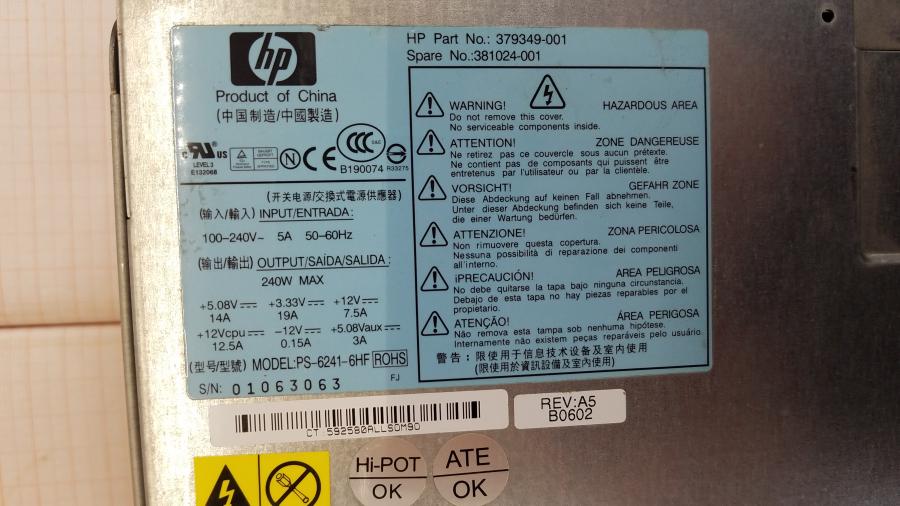 hp
Product of China
(中国制造/中國製造)
HP Part No.: 379349-001
Spare No.:381024-001
WARNING! HAZARDOUS AREA
Do not remove this cover.
No serviceable components inside.
ATTENTION! ZONE DANGEREUSE
Ne retirez pas ce couvercle sous aucun prétexte.
Ne contient pas de composants qui puissent être
entretenus par l'utilisateur ou par la clientèle.
VORSICHT! GEFAHR ZONE
Diese Abdeckung auf keinen Fall abnehmen.
Unter dieser Abdeckung befinden sich keine Teile,
die einer Wartung bedürfen.
ATTENZIONE! ZONA PERICOLOSA
Non rimuovere questa copertura.
Nessuna possibilità di reparazione dei componenti
all'interno.
¡PRECAUCIÓN! AREA PELIGROSA
No debe quitarse la tapa bajo ninguna circunstancia.
Debajo de esta tapa no hay piezas reparables por el
propietario.
ATENÇÃO! ÁREA PERIGOSA
Não remova esta tampa sob nenhuma hipótese.
Internamente não existem peças reparáveis pelo usuário
警告:限使用于信息技术设备及室内使用
(限使用於資訊設備及室內使用)
c US
LEVEL 3
E132068
N
CE
CCC
B190074
R33275
(开关电源/交換式電源供應器)
(输入/輸入) INPUT/ENTRADA:
100-240V~ 5A 50-60Hz
(输出/輸出) OUTPUT/SAÍDA/SALIDA:
240W MAX
+5.08V +3.33V +12V
14A 19A 7.5A
+12Vcpu -12V +5.08Vaux
12.5A 0.15A 3A
(型号/型號) MODEL:PS-6241-6HF ROHS
S/N: 01063063 FJ
CT 592580ALLSDM90
REV:A5
B0602
Hi-POT
OK
ATE
OK